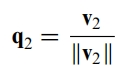 q₂ = v₂ / ‖v₂‖